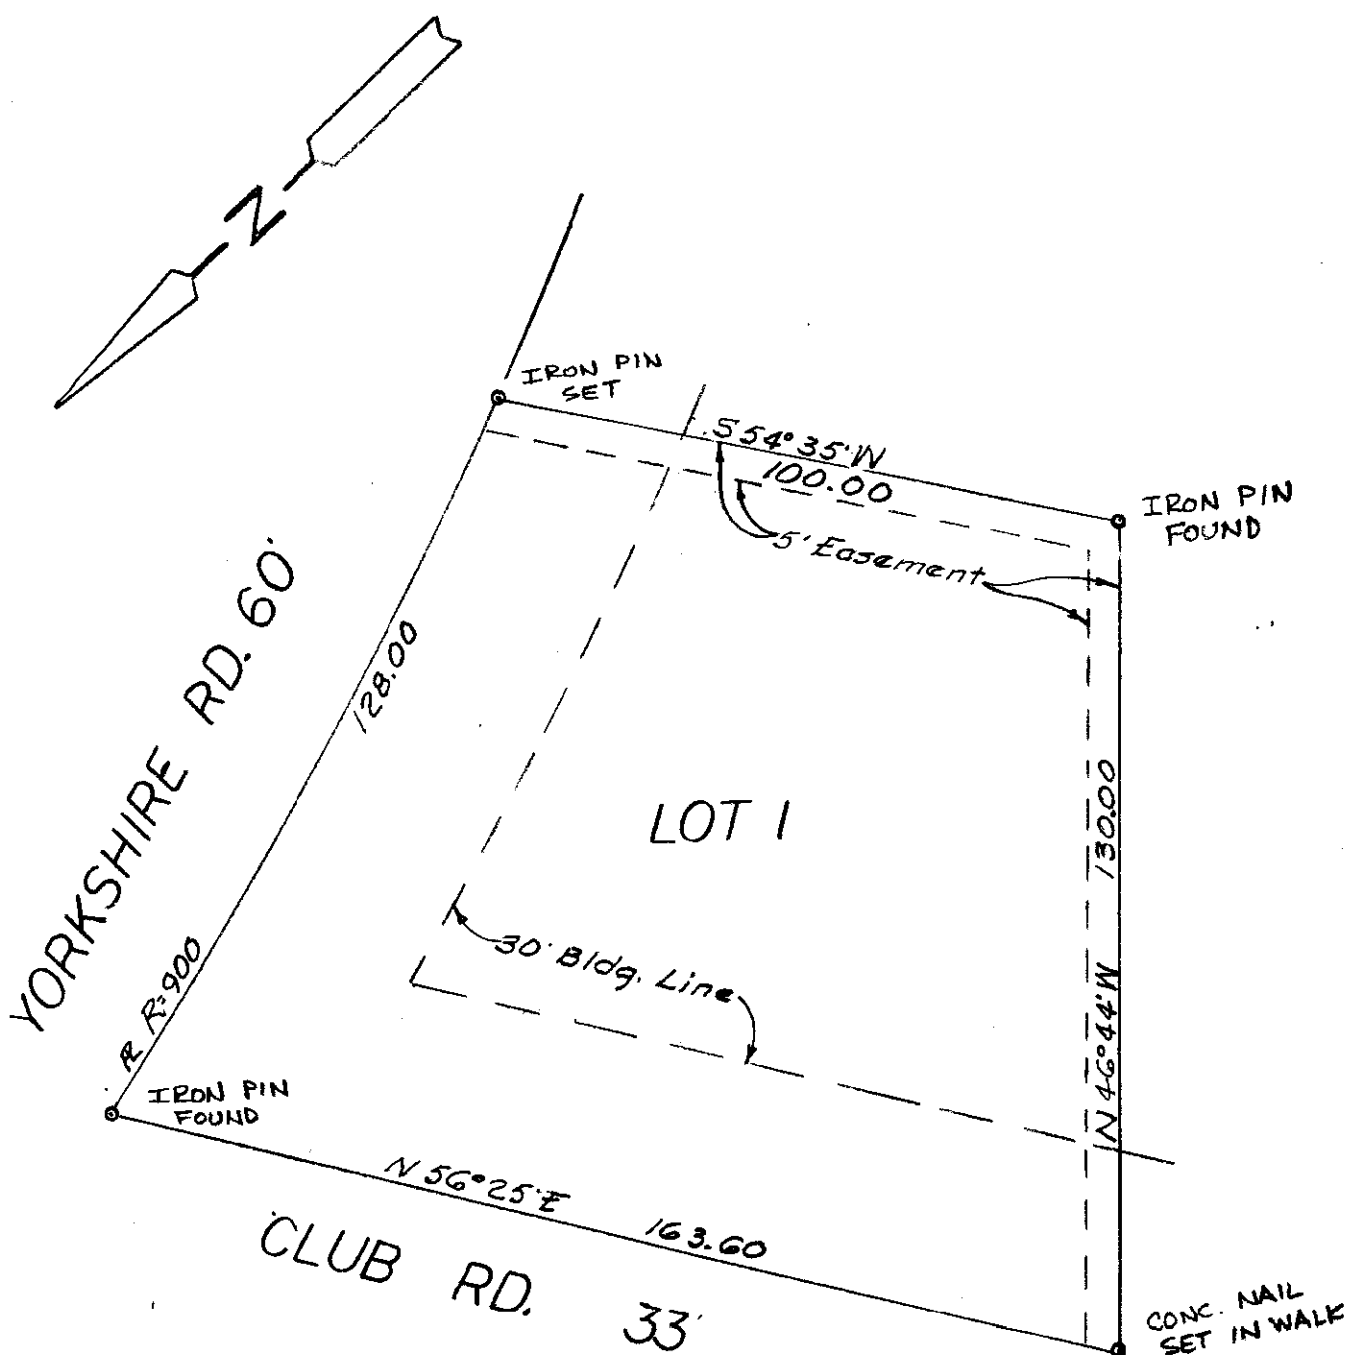 N
IRON PIN
SET
S 54° 35' W
100.00
IRON PIN
FOUND
5' Easement
YORKSHIRE RD. 60'
128.00
LOT 1
130.00
N 46° 44' W
30' Bldg. Line
R=900
IRON PIN
FOUND
N 56° 25' E 163.60
CLUB RD. 33'
CONC. NAIL
SET IN WALK